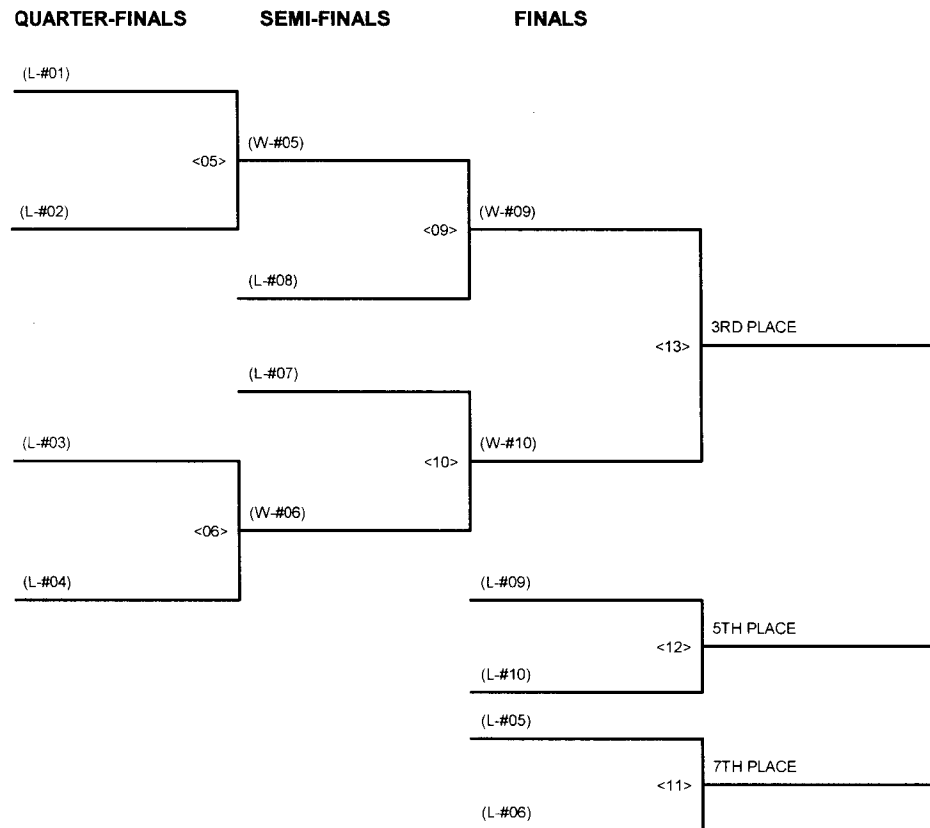 QUARTER-FINALS SEMI-FINALS FINALS
(L-#01)
(W-#05)
<05>
(L-#02) (W-#09)
<09>
(L-#08)
3RD PLACE
<13>
(L-#07)
(L-#03) (W-#10)
<10>
(W-#06)
<06>
(L-#04) (L-#09)
5TH PLACE
<12>
(L-#10)
(L-#05)
7TH PLACE
<11>
(L-#06)